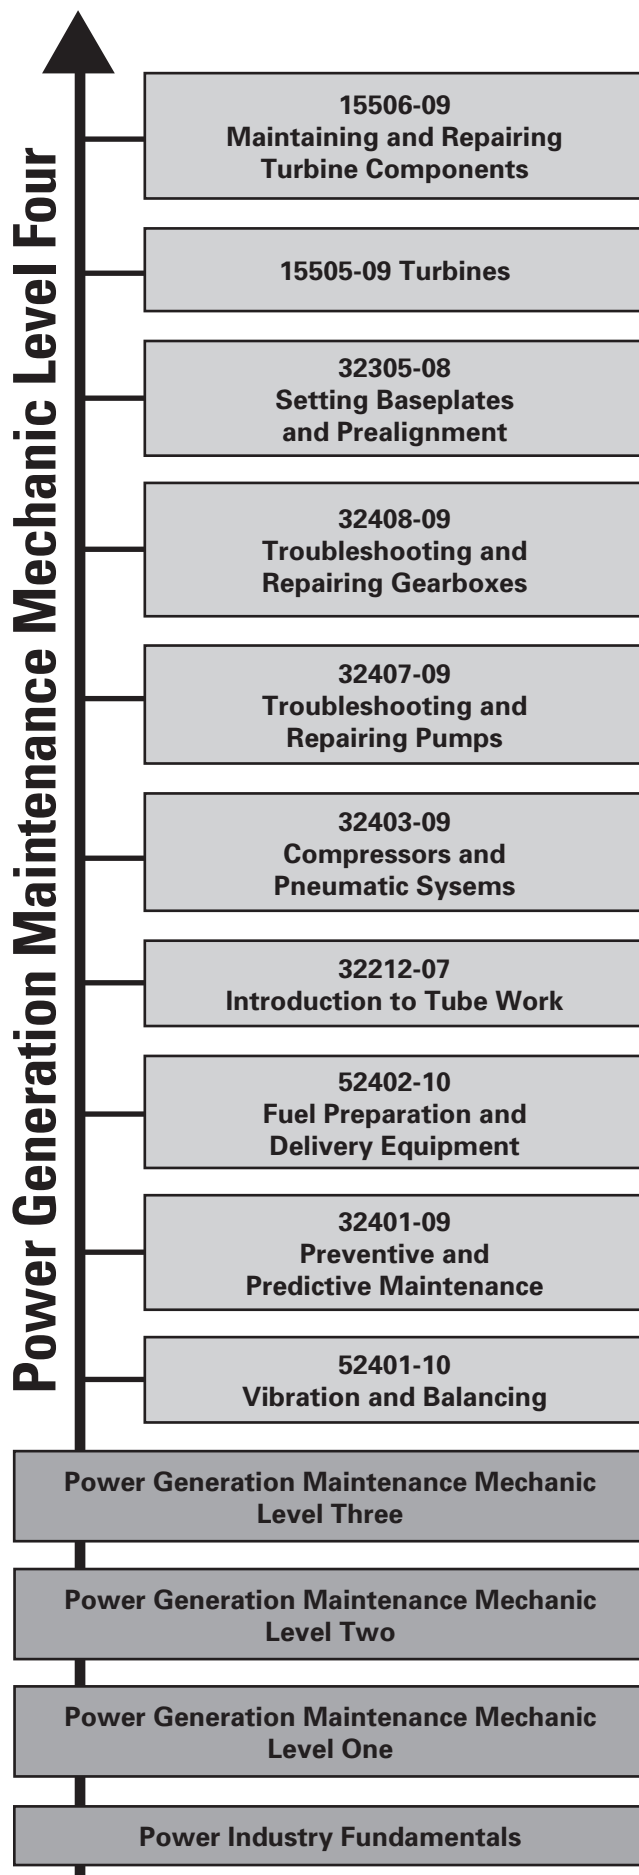 Power Generation Maintenance Mechanic Level Four
15506-09
Maintaining and Repairing
Turbine Components
15505-09 Turbines
32305-08
Setting Baseplates
and Prealignment
32408-09
Troubleshooting and
Repairing Gearboxes
32407-09
Troubleshooting and
Repairing Pumps
32403-09
Compressors and
Pneumatic Sysems
32212-07
Introduction to Tube Work
52402-10
Fuel Preparation and
Delivery Equipment
32401-09
Preventive and
Predictive Maintenance
52401-10
Vibration and Balancing
Power Generation Maintenance Mechanic
Level Three
Power Generation Maintenance Mechanic
Level Two
Power Generation Maintenance Mechanic
Level One
Power Industry Fundamentals